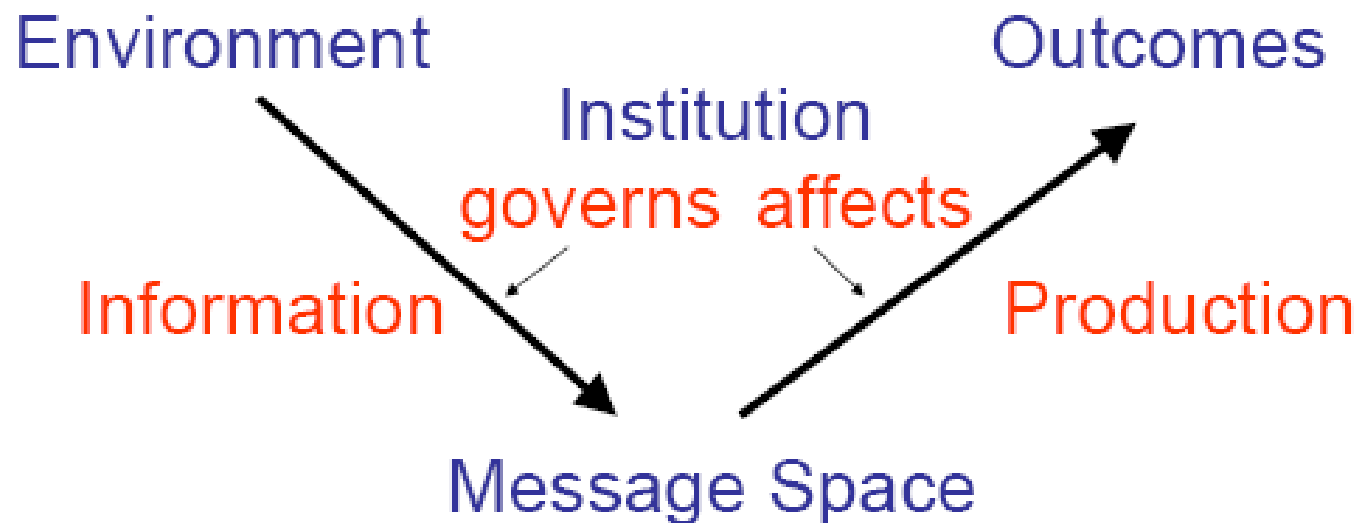 Environment
Outcomes
Institution
governs affects
Information
Production
Message Space